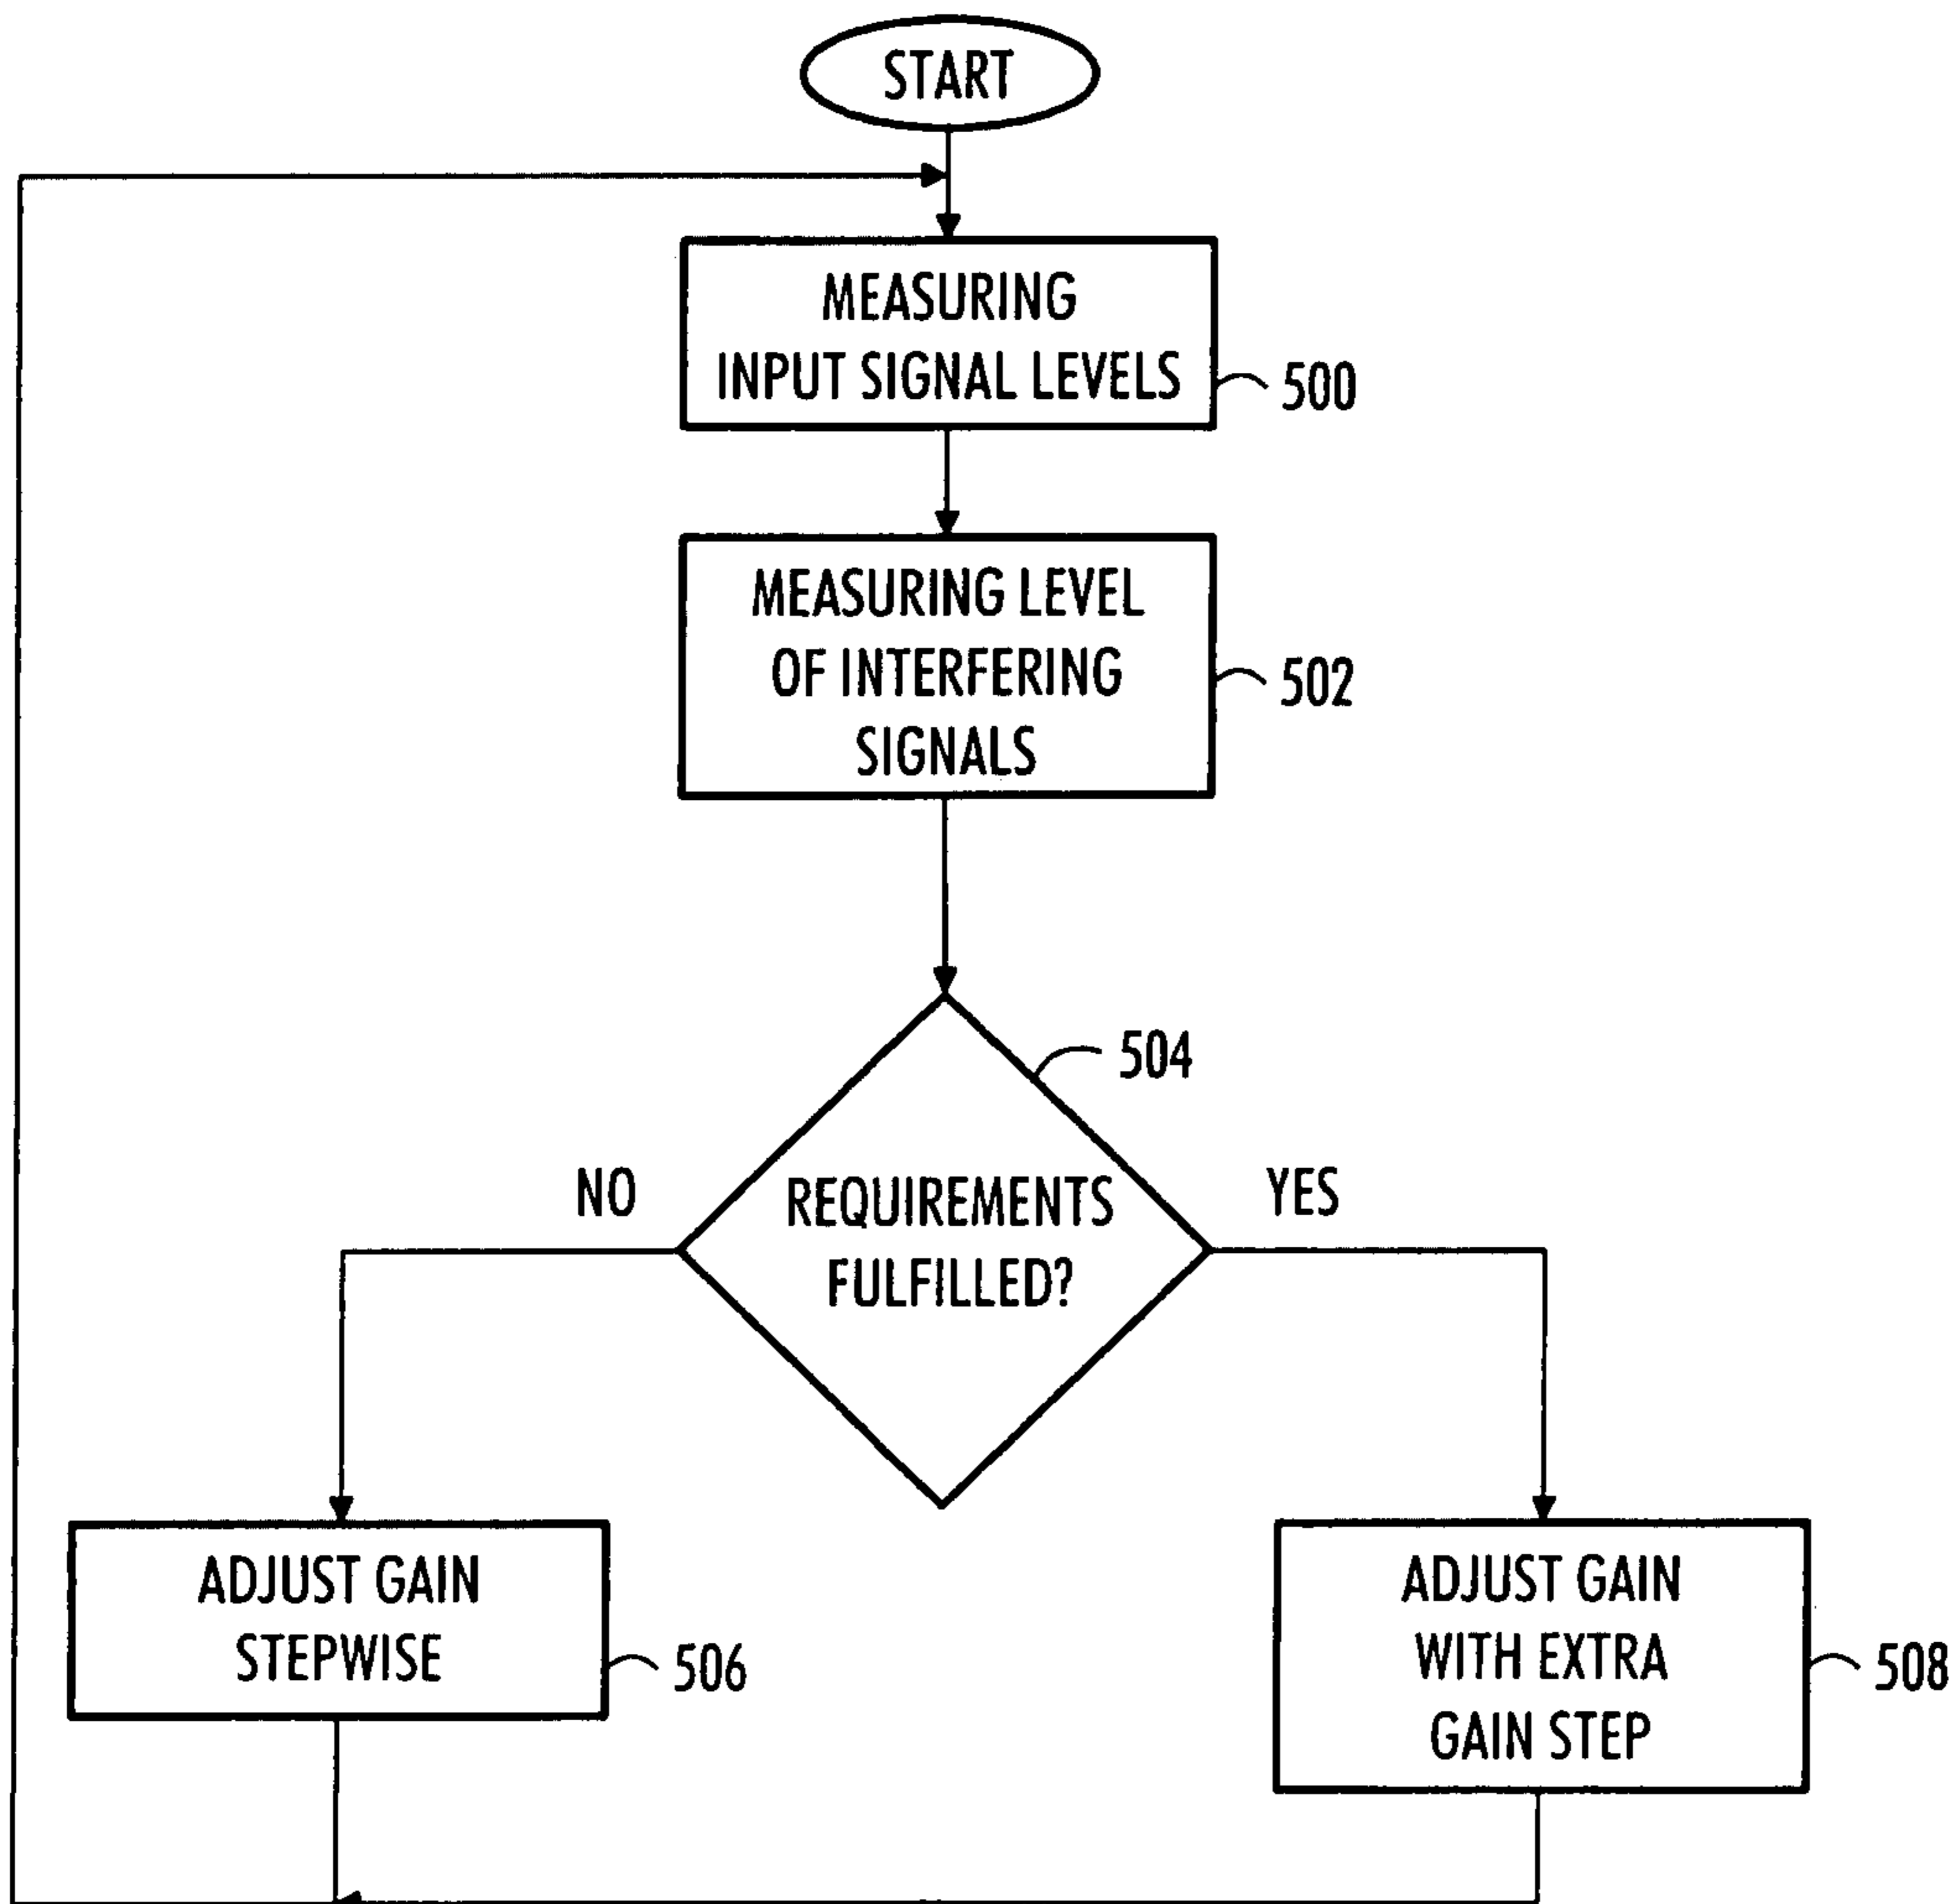 START
MEASURING
INPUT SIGNAL LEVELS
500
MEASURING LEVEL
OF INTERFERING
SIGNALS
502
504
NO
REQUIREMENTS
FULFILLED?
YES
ADJUST GAIN
STEPWISE
506
ADJUST GAIN
WITH EXTRA
GAIN STEP
508